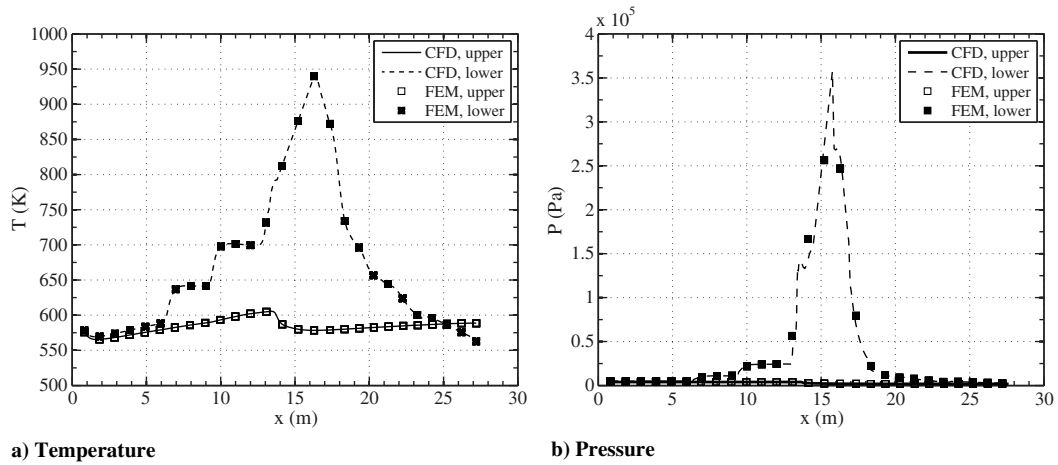 1000
950
900
850
800
750
700
650
600
550
500
T (K)
0
5
10
15
20
25
30
x (m)
CFD, upper
CFD, lower
FEM, upper
FEM, lower
a) Temperature
x 10^5
4
3.5
3
2.5
2
1.5
1
0.5
0
P (Pa)
0
5
10
15
20
25
30
x (m)
CFD, upper
CFD, lower
FEM, upper
FEM, lower
b) Pressure